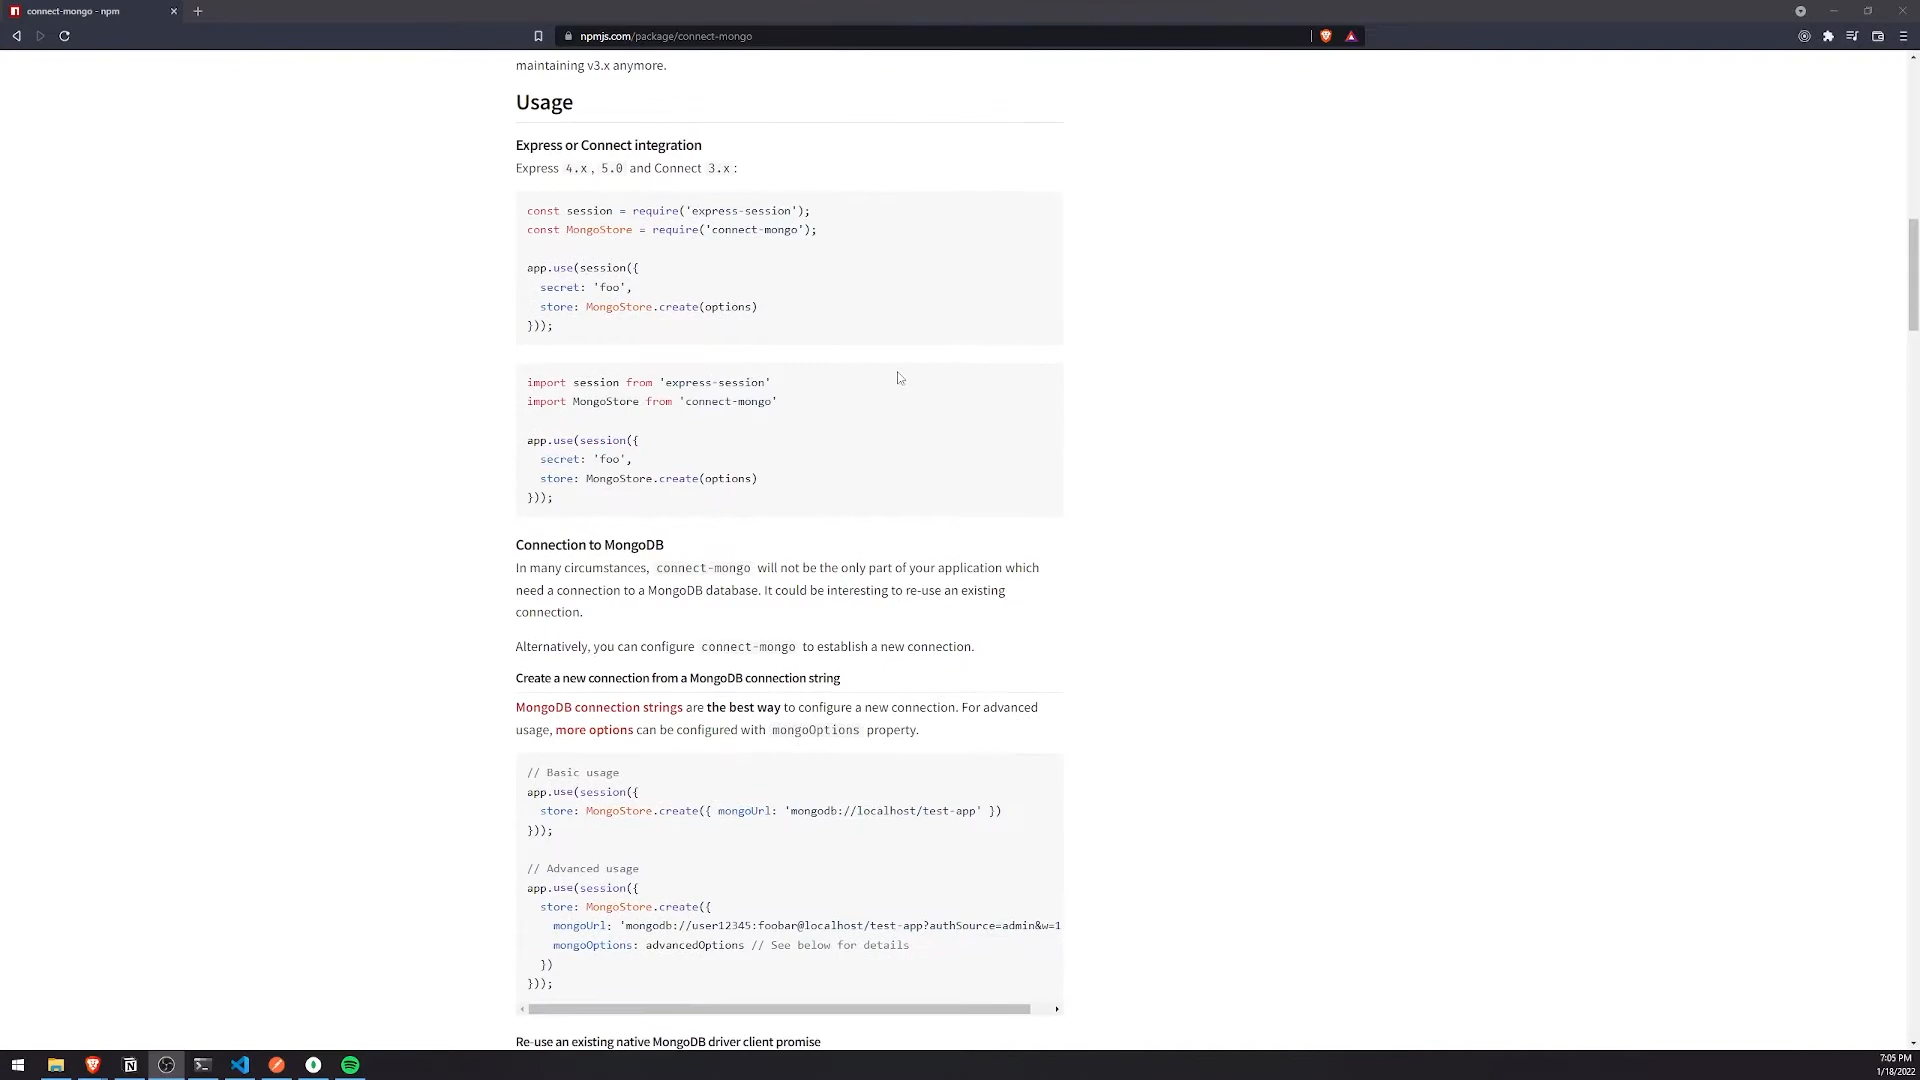 connect-mongo - npm
npmjs.com/package/connect-mongo
maintaining v3.x anymore.
Usage
Express or Connect integration
Express 4.x, 5.0 and Connect 3.x:
const session = require('express-session');
const MongoStore = require('connect-mongo');
app.use(session({
  secret: 'foo',
  store: MongoStore.create(options)
}));
import session from 'express-session'
import MongoStore from 'connect-mongo'
app.use(session({
  secret: 'foo',
  store: MongoStore.create(options)
}));
Connection to MongoDB
In many circumstances, connect-mongo will not be the only part of your application which
need a connection to a MongoDB database. It could be interesting to re-use an existing
connection.
Alternatively, you can configure connect-mongo to establish a new connection.
Create a new connection from a MongoDB connection string
MongoDB connection strings are the best way to configure a new connection. For advanced
usage, more options can be configured with mongoOptions property.
// Basic usage
app.use(session({
  store: MongoStore.create({ mongoUrl: 'mongodb://localhost/test-app' })
}));
// Advanced usage
app.use(session({
  store: MongoStore.create({
    mongoUrl: 'mongodb://user12345:foobar@localhost/test-app?authSource=admin&w=1
    mongoOptions: advancedOptions // See below for details
  })
}));
Re-use an existing native MongoDB driver client promise
7:05 PM
1/18/2022